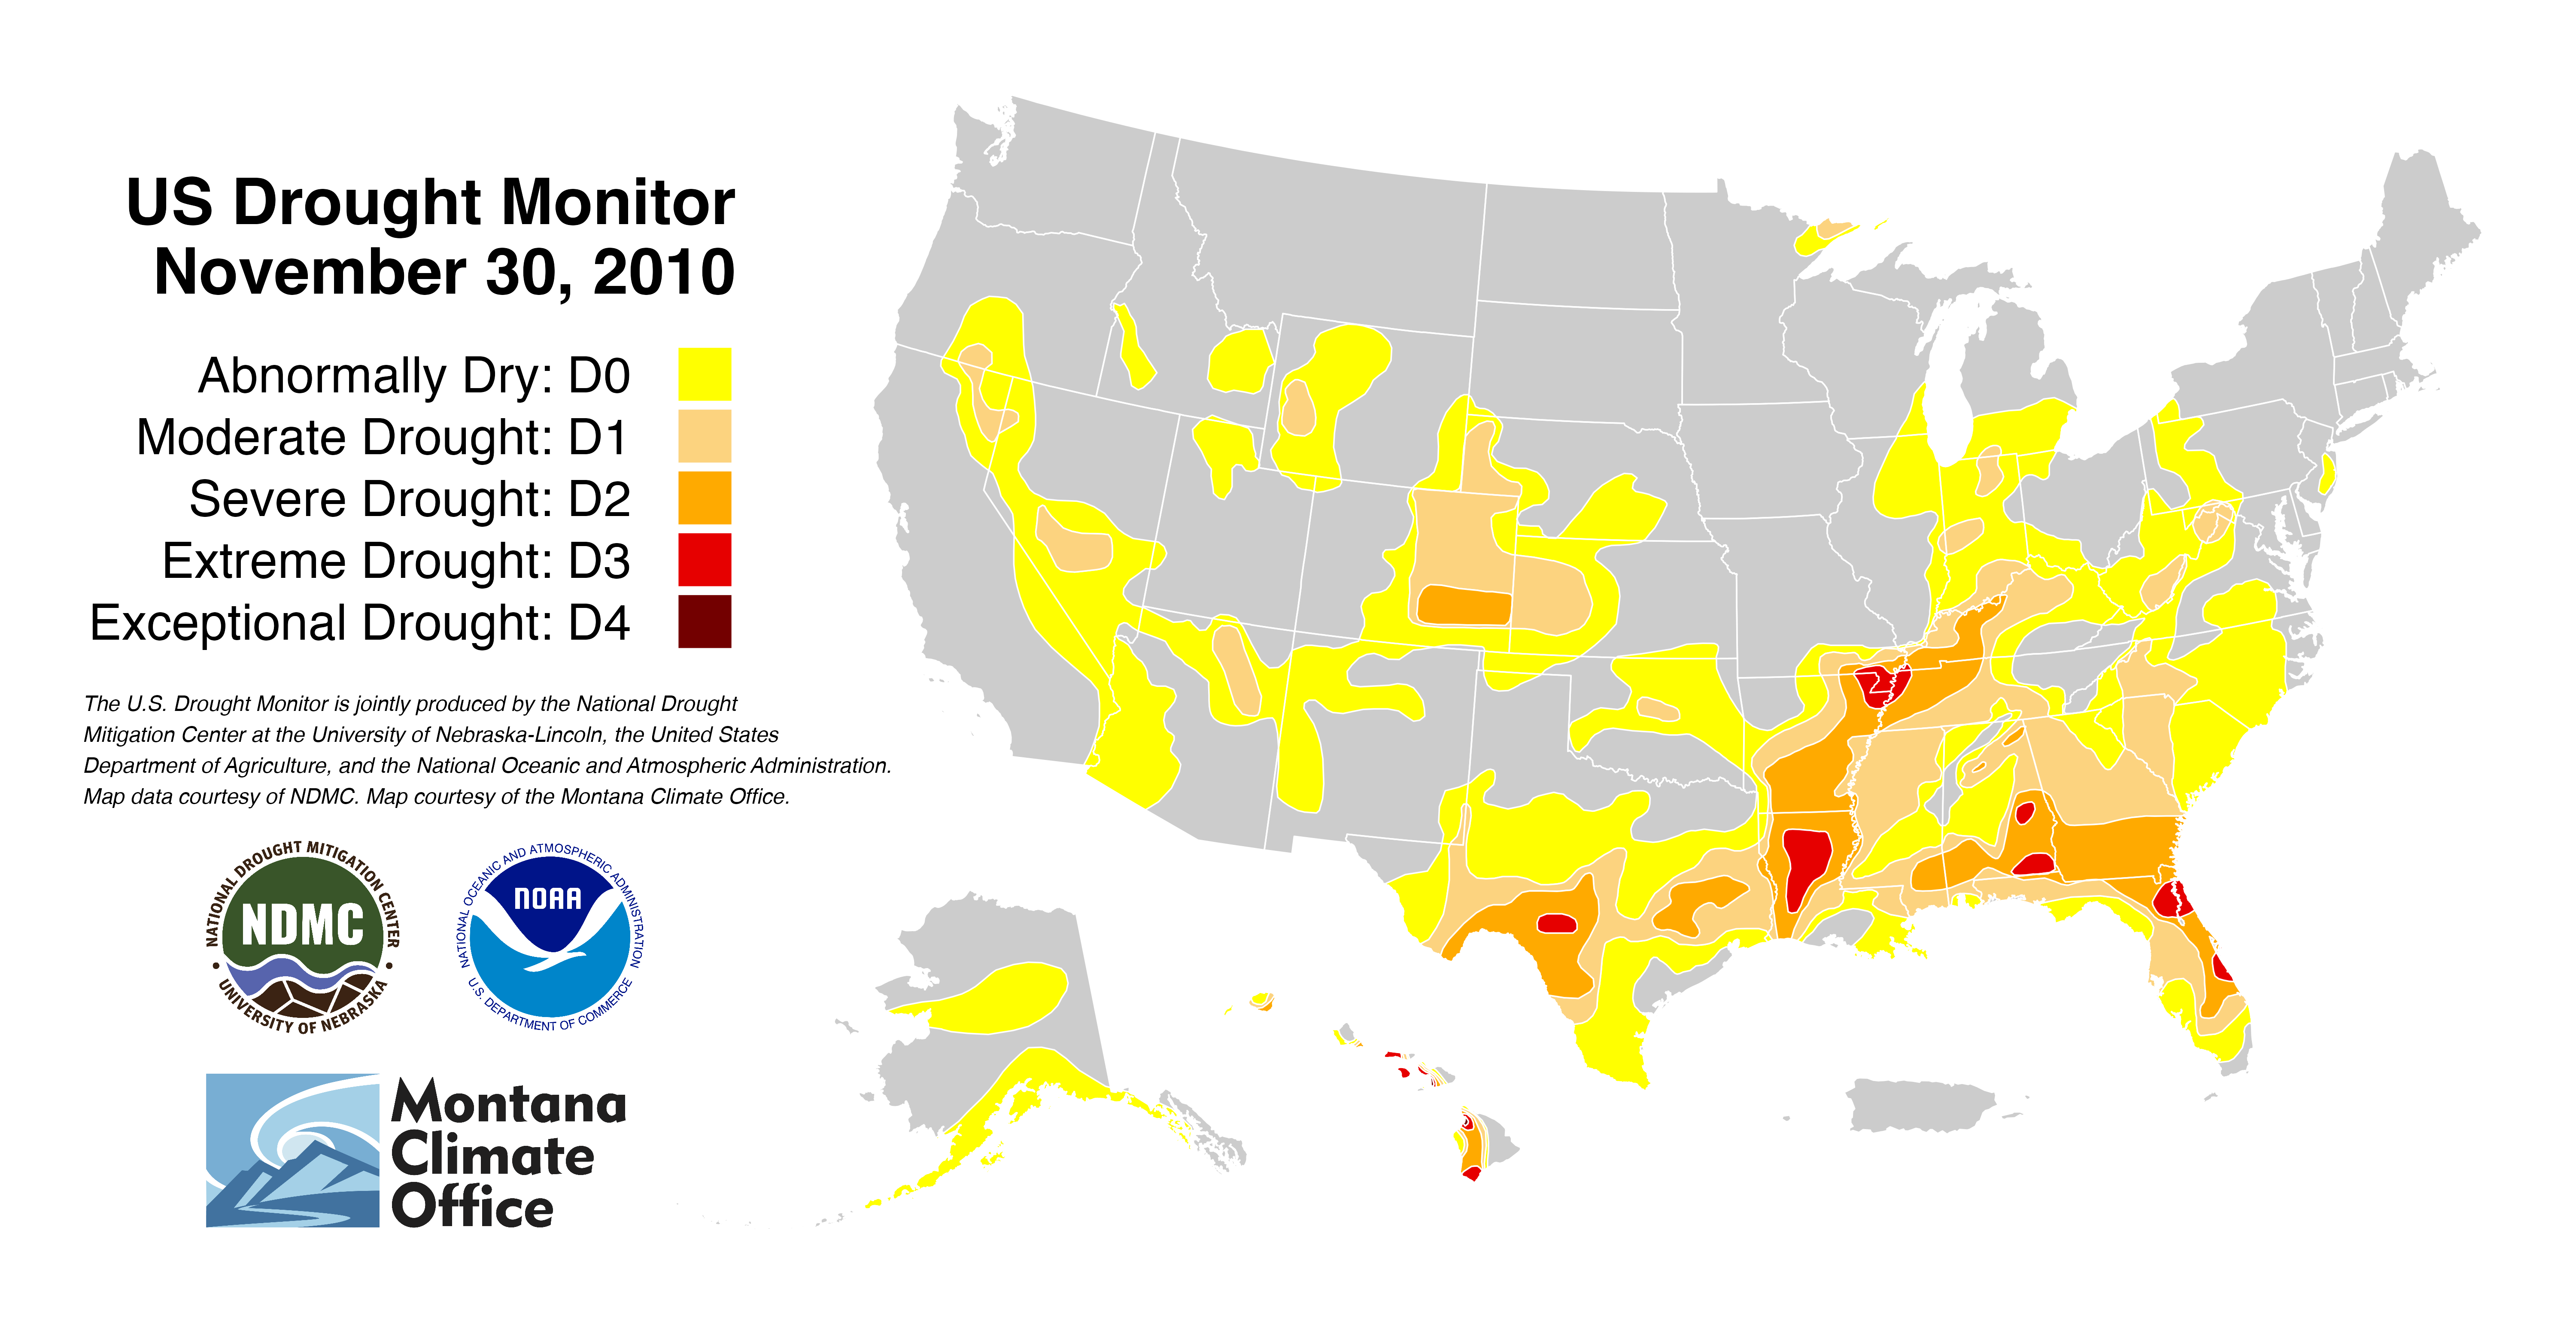 US Drought Monitor
November 30, 2010
Abnormally Dry: D0
Moderate Drought: D1
Severe Drought: D2
Extreme Drought: D3
Exceptional Drought: D4
The U.S. Drought Monitor is jointly produced by the National Drought
Mitigation Center at the University of Nebraska-Lincoln, the United States
Department of Agriculture, and the National Oceanic and Atmospheric Administration.
Map data courtesy of NDMC. Map courtesy of the Montana Climate Office.
NATIONAL DROUGHT MITIGATION CENTER
NDMC
UNIVERSITY OF NEBRASKA
NATIONAL OCEANIC AND ATMOSPHERIC ADMINISTRATION
NOAA
U.S. DEPARTMENT OF COMMERCE
Montana
Climate
Office